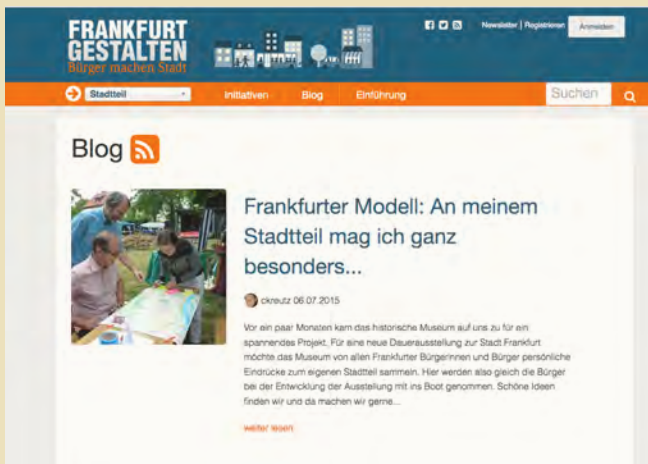 FRANKFURT
GESTALTEN
Bürger machen Stadt
Newsletter | Registrieren
Anmelden
Stadtteil
Initiativen
Blog
Einführung
Suchen
Blog
Frankfurter Modell: An meinem
Stadtteil mag ich ganz
besonders...
ckreutz 06.07.2015
Vor ein paar Monaten kam das historische Museum auf uns zu für ein
spannendes Projekt. Für eine neue Dauerausstellung zur Stadt Frankfurt
möchte das Museum von allen Frankfurter Bürgerinnen und Bürger persönliche
Eindrücke zum eigenen Stadtteil sammeln. Hier werden also gleich die Bürger
bei der Entwicklung der Ausstellung mit ins Boot genommen. Schöne Ideen
finden wir und da machen wir gerne...
weiter lesen